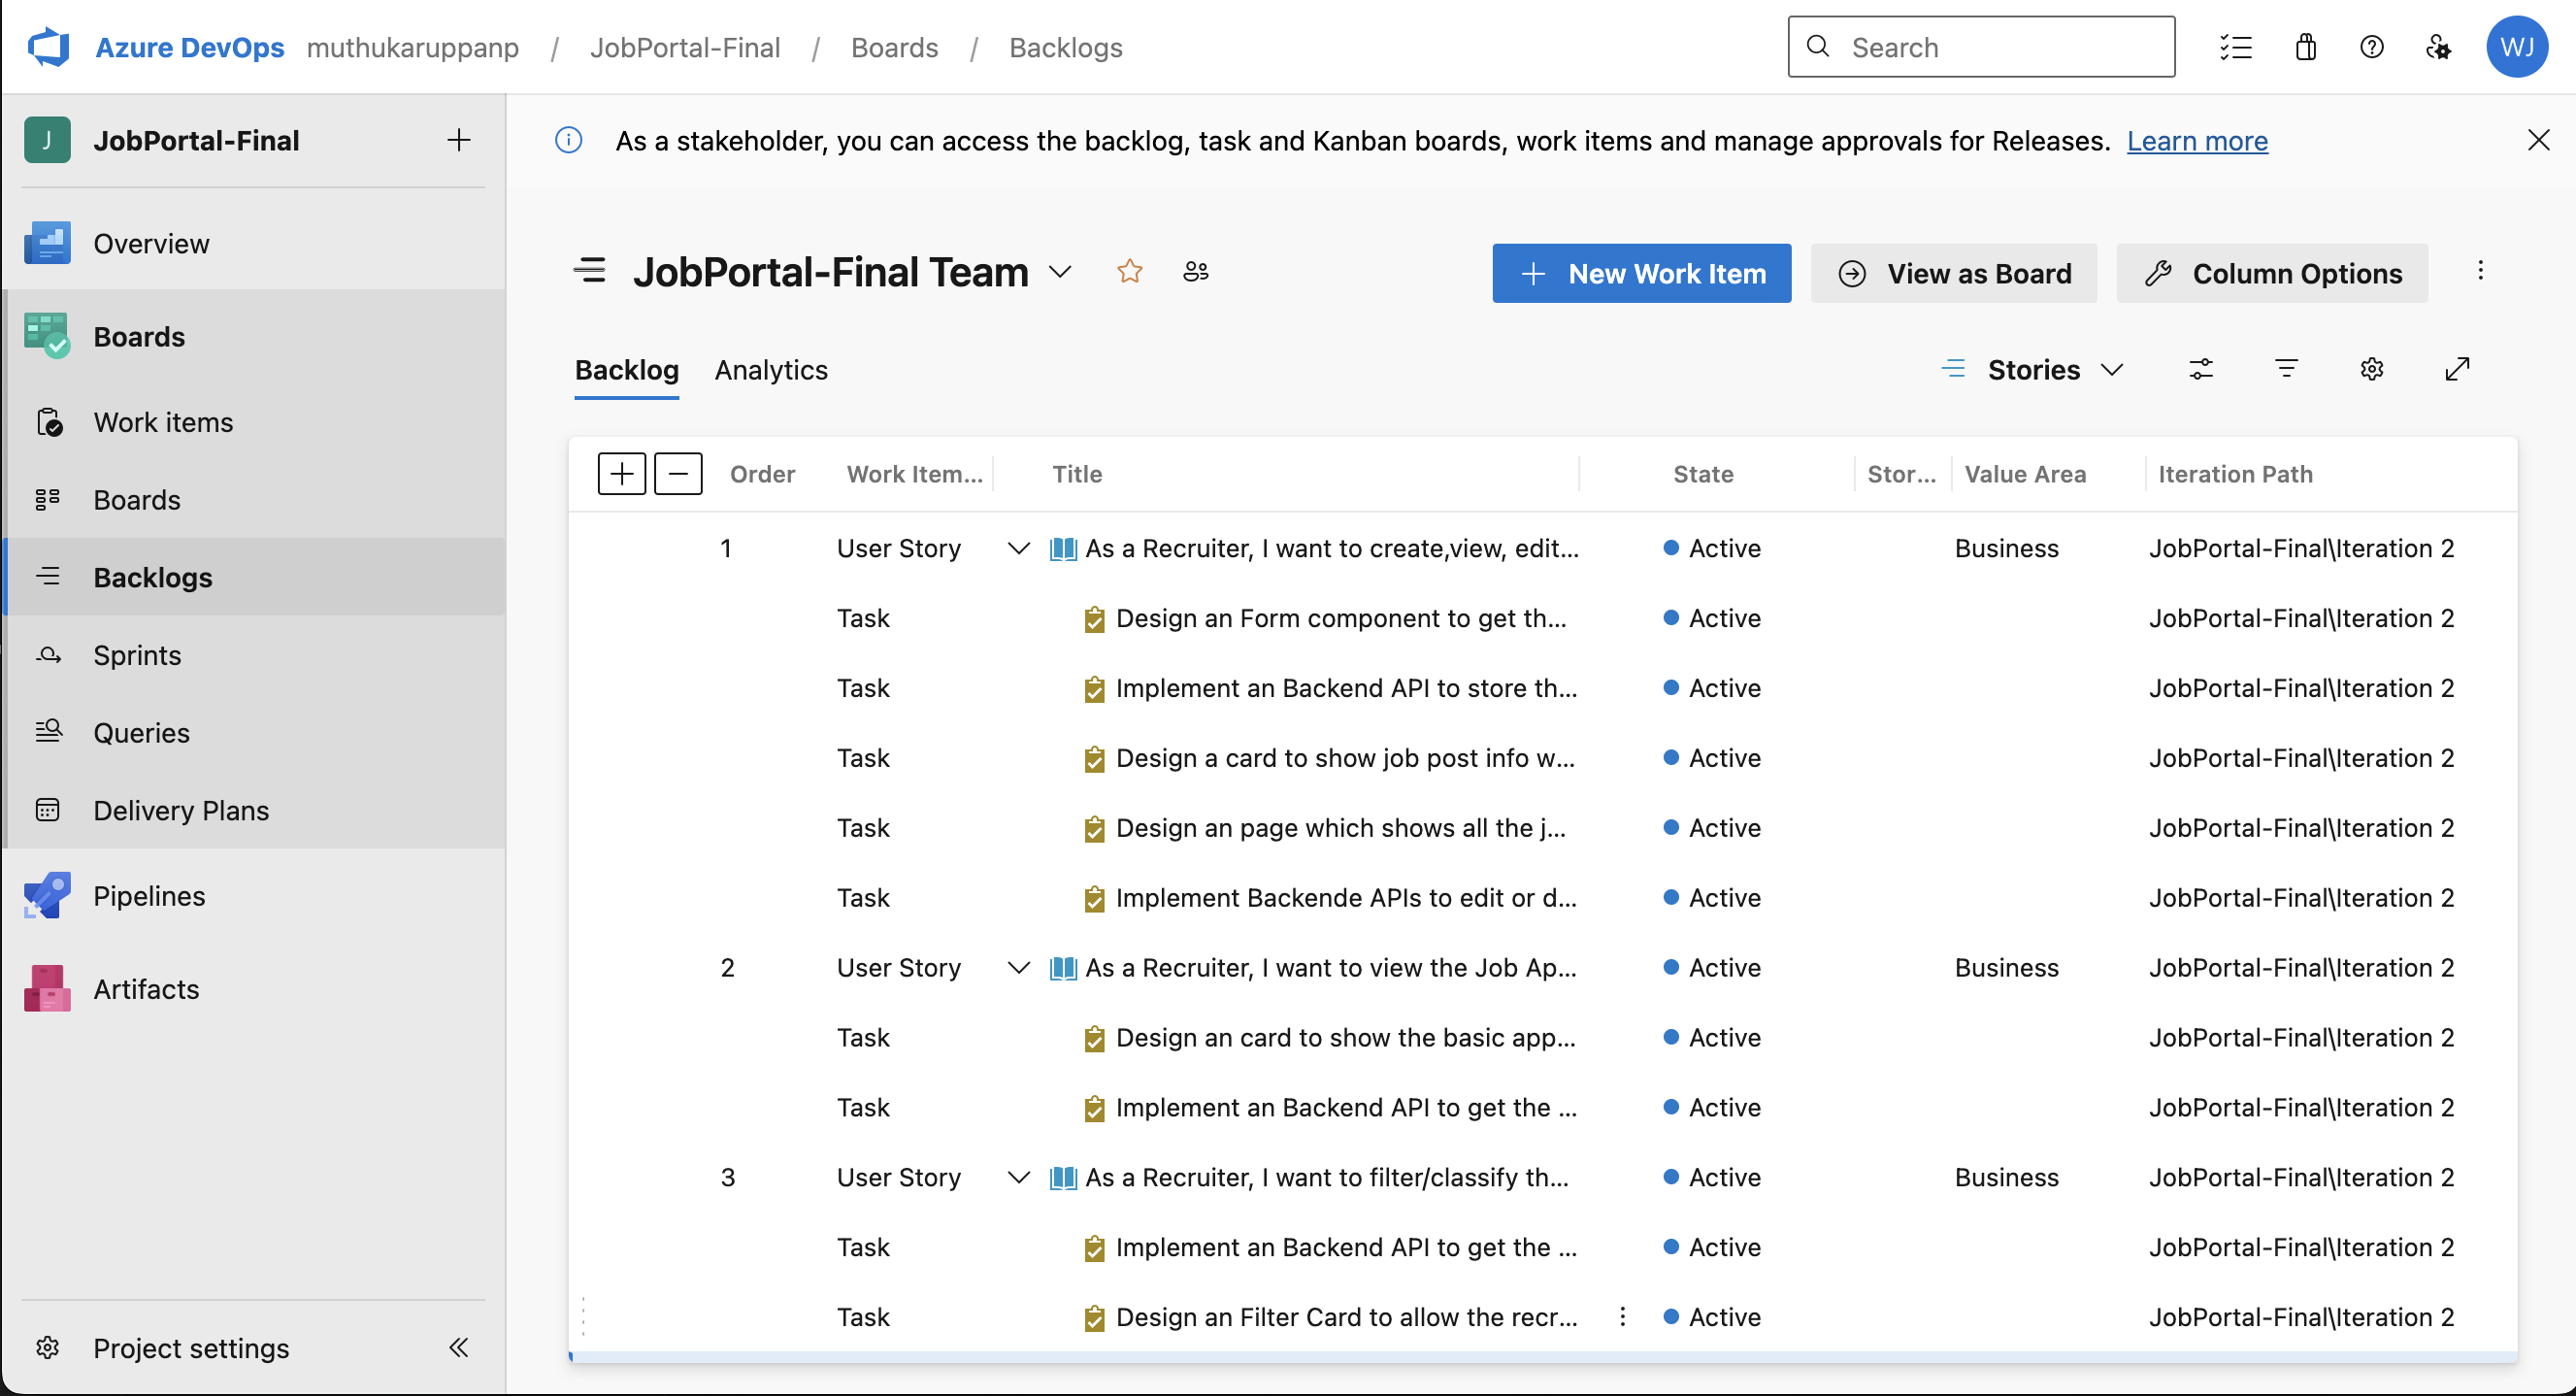 Azure DevOps muthukaruppanp / JobPortal-Final / Boards / Backlogs Search WJ
J JobPortal-Final
As a stakeholder, you can access the backlog, task and Kanban boards, work items and manage approvals for Releases. Learn more
Overview
Boards
Work items
Boards
Backlogs
Sprints
Queries
Delivery Plans
Pipelines
Artifacts
Project settings
JobPortal-Final Team
New Work Item View as Board Column Options
Backlog Analytics Stories
Order Work Item... Title State Stor... Value Area Iteration Path
1 User Story As a Recruiter, I want to create,view, edit... Active Business JobPortal-Final\Iteration 2
Task Design an Form component to get th... Active JobPortal-Final\Iteration 2
Task Implement an Backend API to store th... Active JobPortal-Final\Iteration 2
Task Design a card to show job post info w... Active JobPortal-Final\Iteration 2
Task Design an page which shows all the j... Active JobPortal-Final\Iteration 2
Task Implement Backende APIs to edit or d... Active JobPortal-Final\Iteration 2
2 User Story As a Recruiter, I want to view the Job Ap... Active Business JobPortal-Final\Iteration 2
Task Design an card to show the basic app... Active JobPortal-Final\Iteration 2
Task Implement an Backend API to get the ... Active JobPortal-Final\Iteration 2
3 User Story As a Recruiter, I want to filter/classify th... Active Business JobPortal-Final\Iteration 2
Task Implement an Backend API to get the ... Active JobPortal-Final\Iteration 2
Task Design an Filter Card to allow the recr... Active JobPortal-Final\Iteration 2